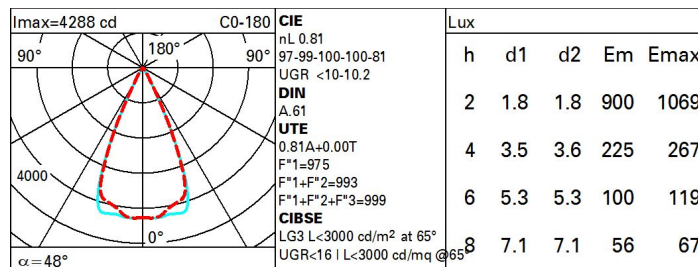 Imax=4288 cd C0-180
90° 180° 90°
4000
0°
α=48°
CIE
nL 0.81
97-99-100-100-81
UGR <10-10.2
DIN
A.61
UTE
0.81A+0.00T
F"1=975
F"1+F"2=993
F"1+F"2+F"3=999
CIBSE
LG3 L<3000 cd/m² at 65°
UGR<16 | L<3000 cd/mq @65°
Lux
h d1 d2 Em Emax
2 1.8 1.8 900 1069
4 3.5 3.6 225 267
6 5.3 5.3 100 119
8 7.1 7.1 56 67